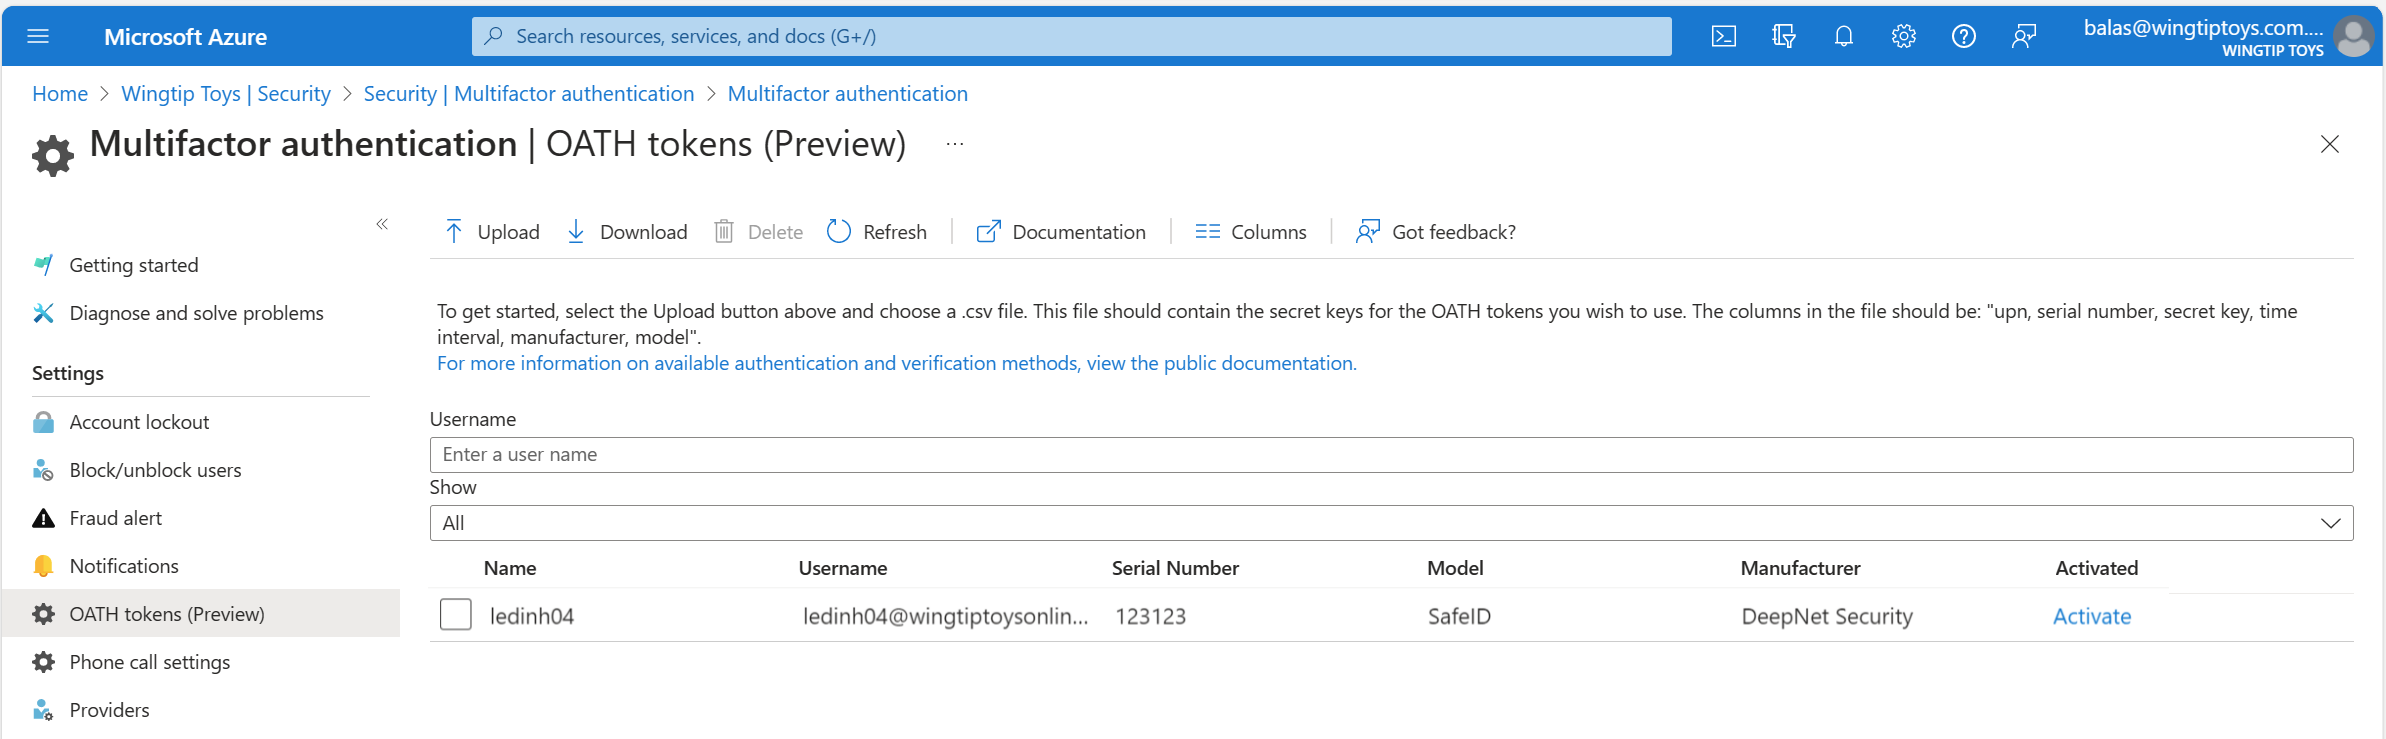 Microsoft Azure
Search resources, services, and docs (G+/)
balas@wingtiptoys.com....
WINGTIP TOYS
Home > Wingtip Toys | Security > Security | Multifactor authentication > Multifactor authentication
Multifactor authentication | OATH tokens (Preview) ...
Getting started
Diagnose and solve problems
Settings
Account lockout
Block/unblock users
Fraud alert
Notifications
OATH tokens (Preview)
Phone call settings
Providers
Upload Download Delete Refresh Documentation Columns Got feedback?
To get started, select the Upload button above and choose a .csv file. This file should contain the secret keys for the OATH tokens you wish to use. The columns in the file should be: "upn, serial number, secret key, time
interval, manufacturer, model".
For more information on available authentication and verification methods, view the public documentation.
Username
Enter a user name
Show
All
Name Username Serial Number Model Manufacturer Activated
ledinh04 ledinh04@wingtiptoysonlin... 123123 SafeID DeepNet Security Activate